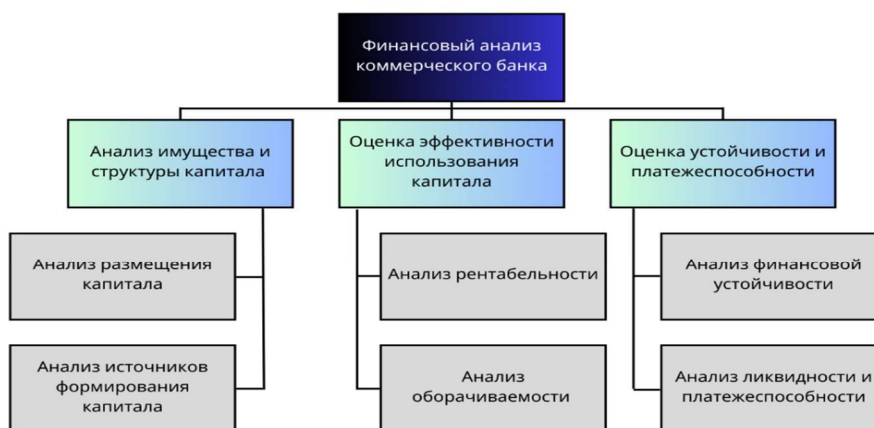 Финансовый анализ
коммерческого банка
Анализ имущества и
структуры капитала
Оценка эффективности
использования
капитала
Оценка устойчивости и
платежеспособности
Анализ размещения
капитала
Анализ рентабельности
Анализ финансовой
устойчивости
Анализ источников
формирования
капитала
Анализ
оборачиваемости
Анализ ликвидности и
платежеспособности